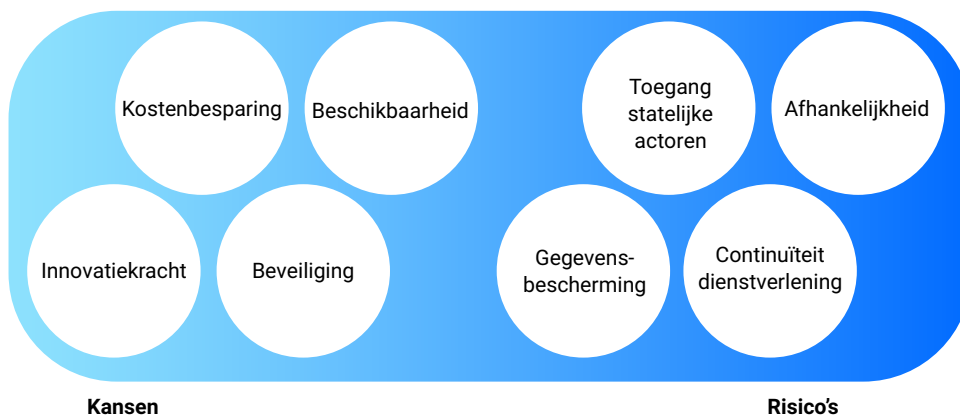 Kostenbesparing
Beschikbaarheid
Innovatiekracht
Beveiliging
Toegang
statelijke
actoren
Afhankelijkheid
Gegevens-
bescherming
Continuïteit
dienstverlening
Kansen
Risico’s